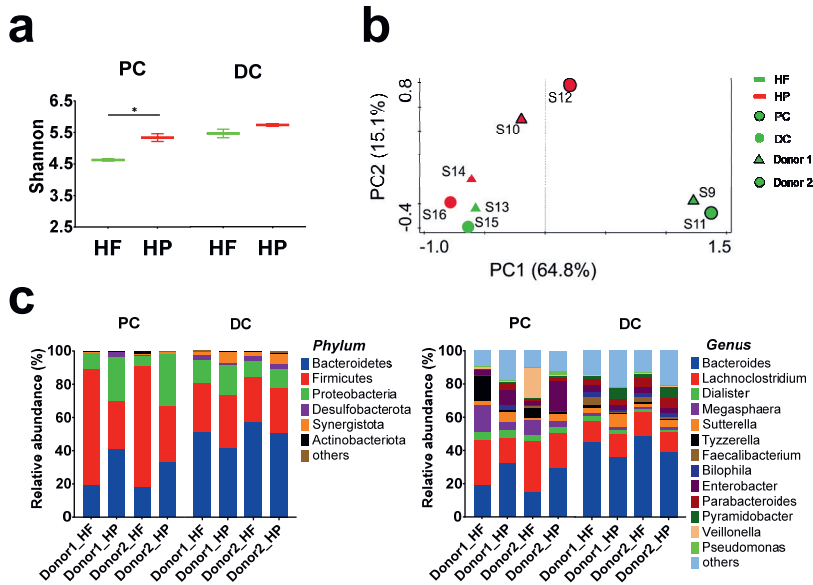 a
PC
DC
Shannon
6.5
5.5
4.5
3.5
2.5
*
HF
HP
HF
HP
b
PC2 (15.1%)
0.8
-0.4
S12
S10
S14
S13
S16
S15
S9
S11
-1.0
1.5
PC1 (64.8%)
HF
HP
PC
DC
Donor 1
Donor 2
c
PC
DC
Relative abundance (%)
100
80
60
40
20
0
Donor1_HF
Donor1_HP
Donor2_HF
Donor2_HP
Donor1_HF
Donor1_HP
Donor2_HF
Donor2_HP
Phylum
Bacteroidetes
Firmicutes
Proteobacteria
Desulfobacterota
Synergistota
Actinobacteriota
others
PC
DC
Relative abundance (%)
100
80
60
40
20
0
Donor1_HF
Donor1_HP
Donor2_HF
Donor2_HP
Donor1_HF
Donor1_HP
Donor2_HF
Donor2_HP
Genus
Bacteroides
Lachnoclostridium
Dialister
Megasphaera
Sutterella
Tyzzerella
Faecalibacterium
Bilophila
Enterobacter
Parabacteroides
Pyramidobacter
Veillonella
Pseudomonas
others